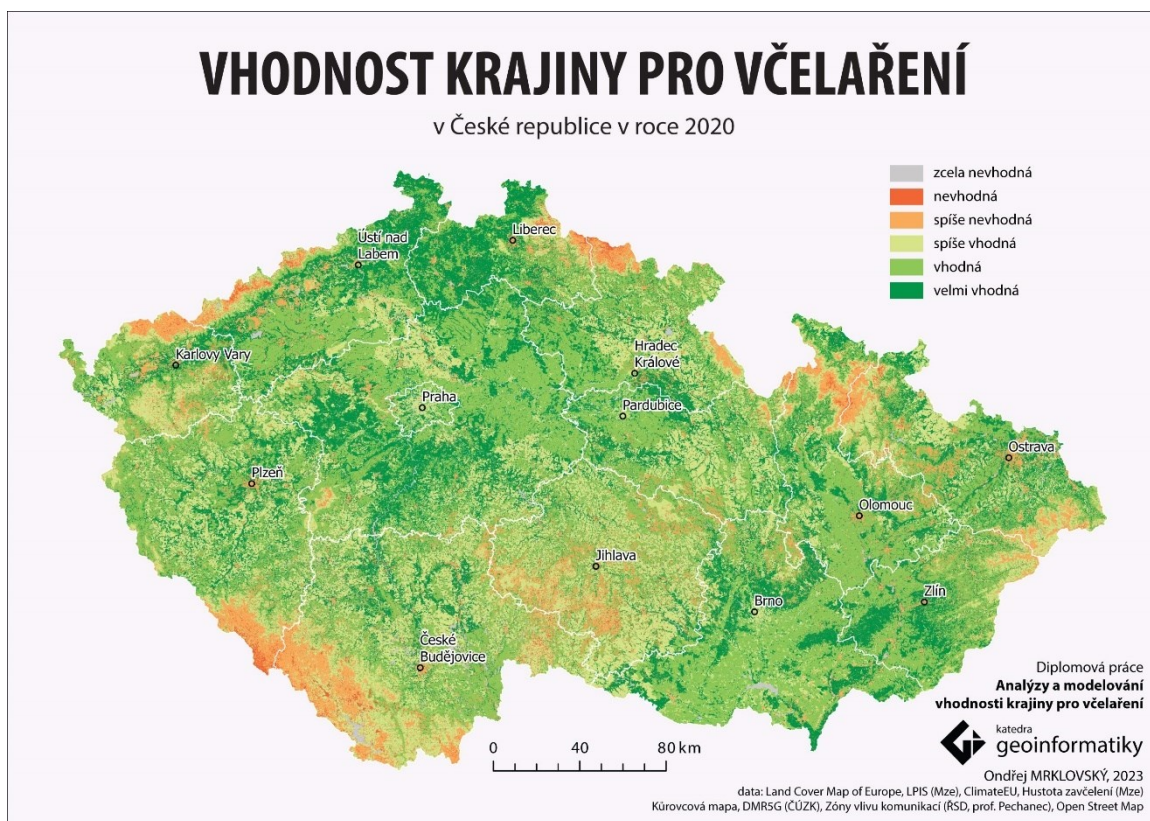 VHODNOST KRAJINY PRO VČELAŘENÍ
v České republice v roce 2020
zcela nevhodná
nevhodná
spíše nevhodná
spíše vhodná
vhodná
velmi vhodná
Liberec
Ústí nad
Labem
Karlovy Vary
Hradec
Králové
Praha
Pardubice
Plzeň
Ostrava
Olomouc
Jihlava
Brno
Zlín
České
Budějovice
0 40 80 km
Diplomová práce
Analýzy a modelování
vhodnosti krajiny pro včelaření
katedra
geoinformatiky
Ondřej MRKLOVSKÝ, 2023
data: Land Cover Map of Europe, LPIS (Mze), ClimateEU, Hustota zavčelení (Mze)
Kůrovcová mapa, DMR5G (ČÚZK), Zóny vlivu komunikací (ŘSD, prof. Pechanec), Open Street Map